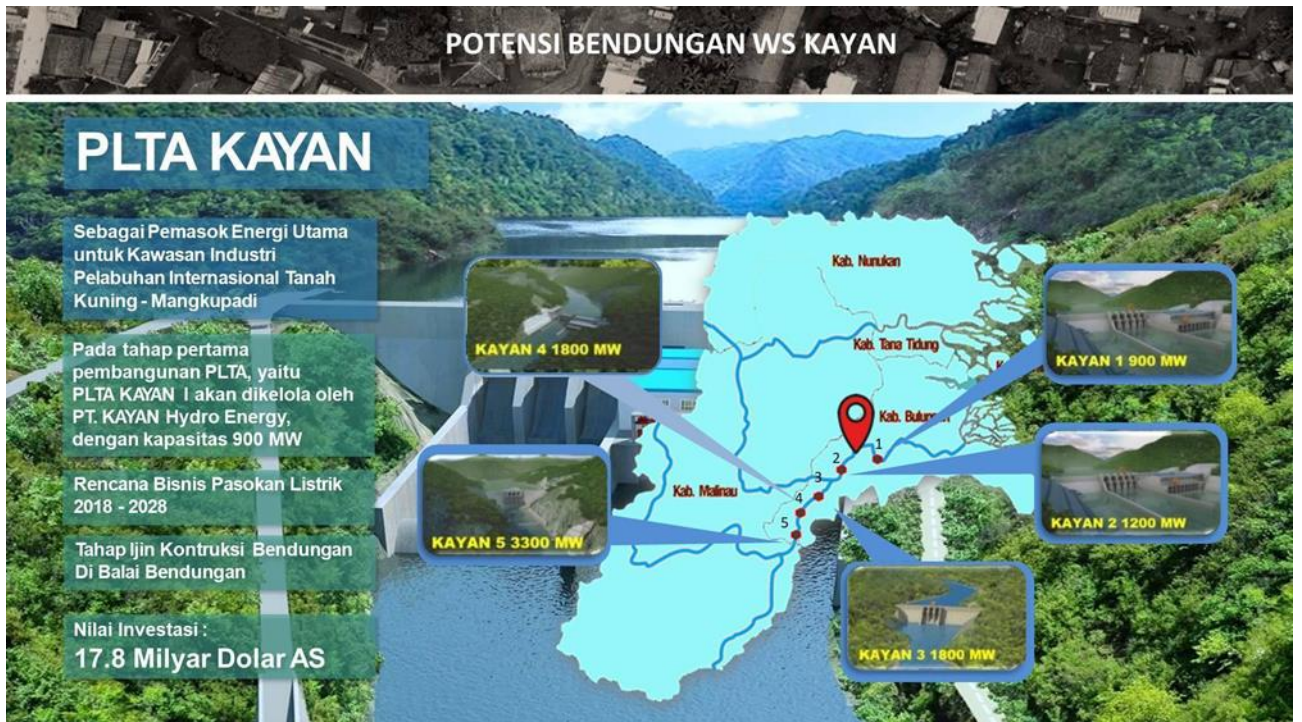 POTENSI BENDUNGAN WS KAYAN
PLTA KAYAN
Sebagai Pemasok Energi Utama
untuk Kawasan Industri
Pelabuhan Internasional Tanah
Kuning - Mangkupadi
Pada tahap pertama
pembangunan PLTA, yaitu
PLTA KAYAN I akan dikelola oleh
PT. KAYAN Hydro Energy,
dengan kapasitas 900 MW
Rencana Bisnis Pasokan Listrik
2018 - 2028
Tahap Ijin Kontruksi Bendungan
Di Balai Bendungan
Nilai Investasi :
17.8 Milyar Dolar AS
Kab. Nunukan
Kab. Tana Tidung
Kab.
Kab. Malinau
KAYAN 4 1800 MW
KAYAN 1 900 MW
KAYAN 5 3300 MW
KAYAN 2 1200 MW
KAYAN 3 1800 MW
1
2
3
4
5